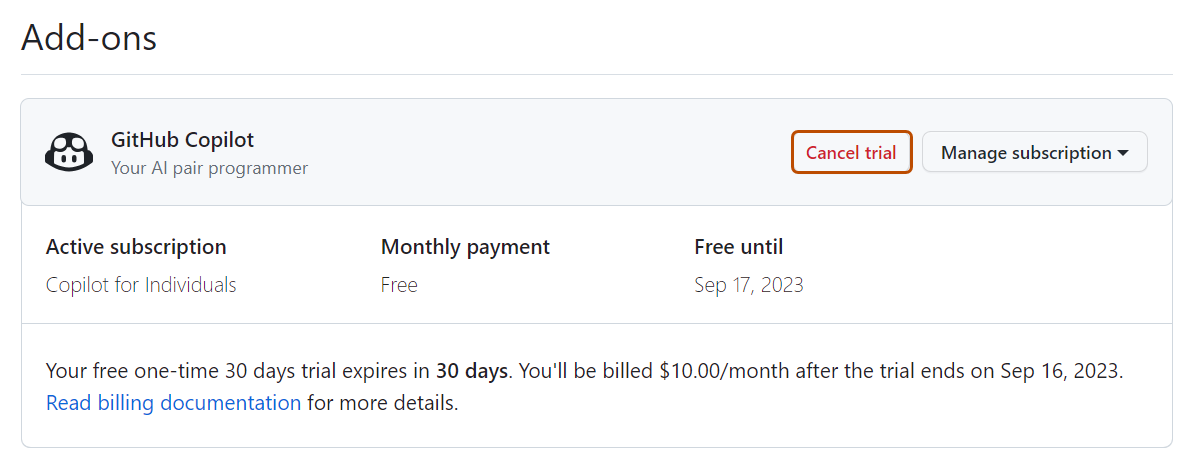 Add-ons
GitHub Copilot
Your AI pair programmer
Cancel trial
Manage subscription
Active subscription
Monthly payment
Free until
Copilot for Individuals
Free
Sep 17, 2023
Your free one-time 30 days trial expires in 30 days. You'll be billed $10.00/month after the trial ends on Sep 16, 2023.
Read billing documentation for more details.